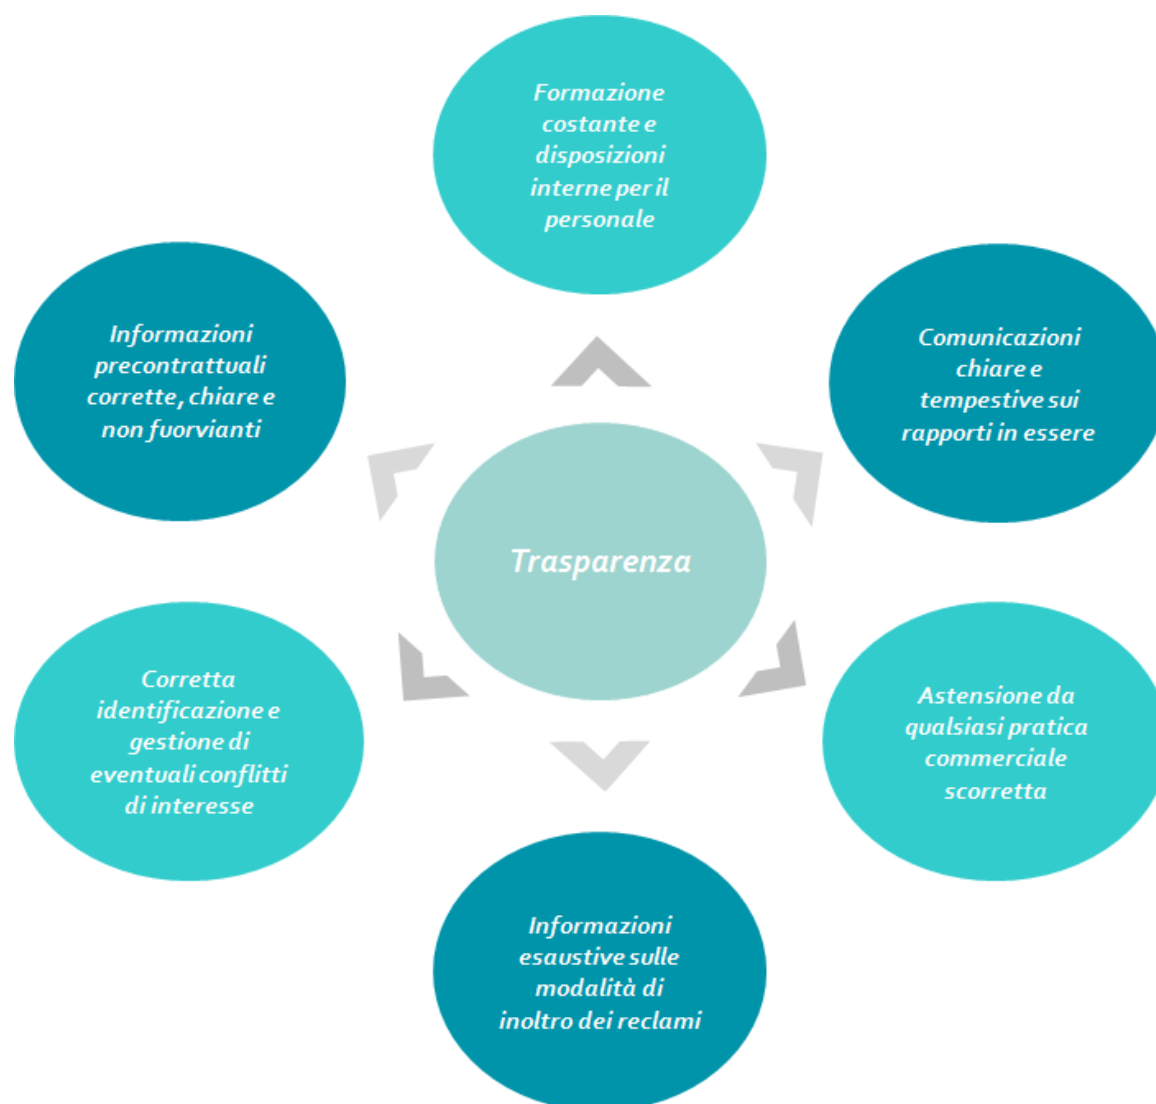 Formazione
costante e
disposizioni
interne per il
personale
Informazioni
precontrattuali
corrette, chiare e
non fuorvianti
Comunicazioni
chiare e
tempestive sui
rapporti in essere
Trasparenza
Corretta
identificazione e
gestione di
eventuali conflitti
di interesse
Astensione da
qualsiasi pratica
commerciale
scorretta
Informazioni
esaustive sulle
modalità di
inoltro dei reclami